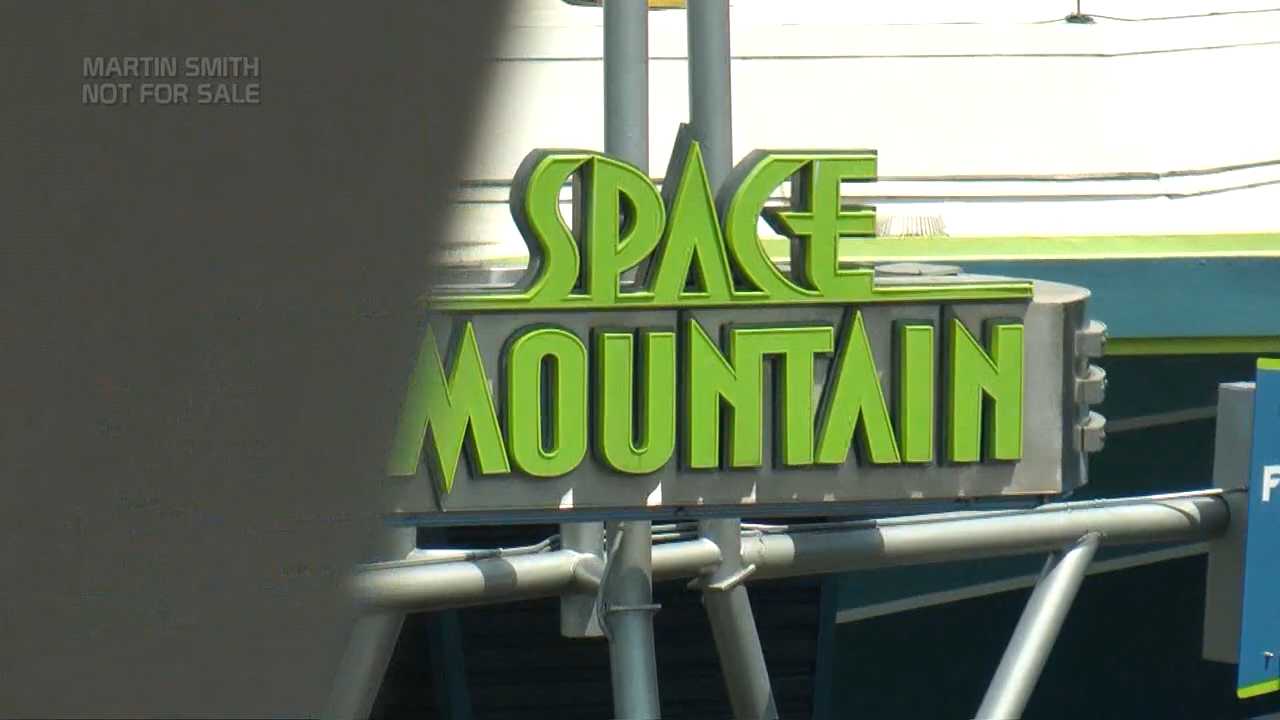 MARTIN SMITH
NOT FOR SALE
SPACE
MOUNTAIN
F